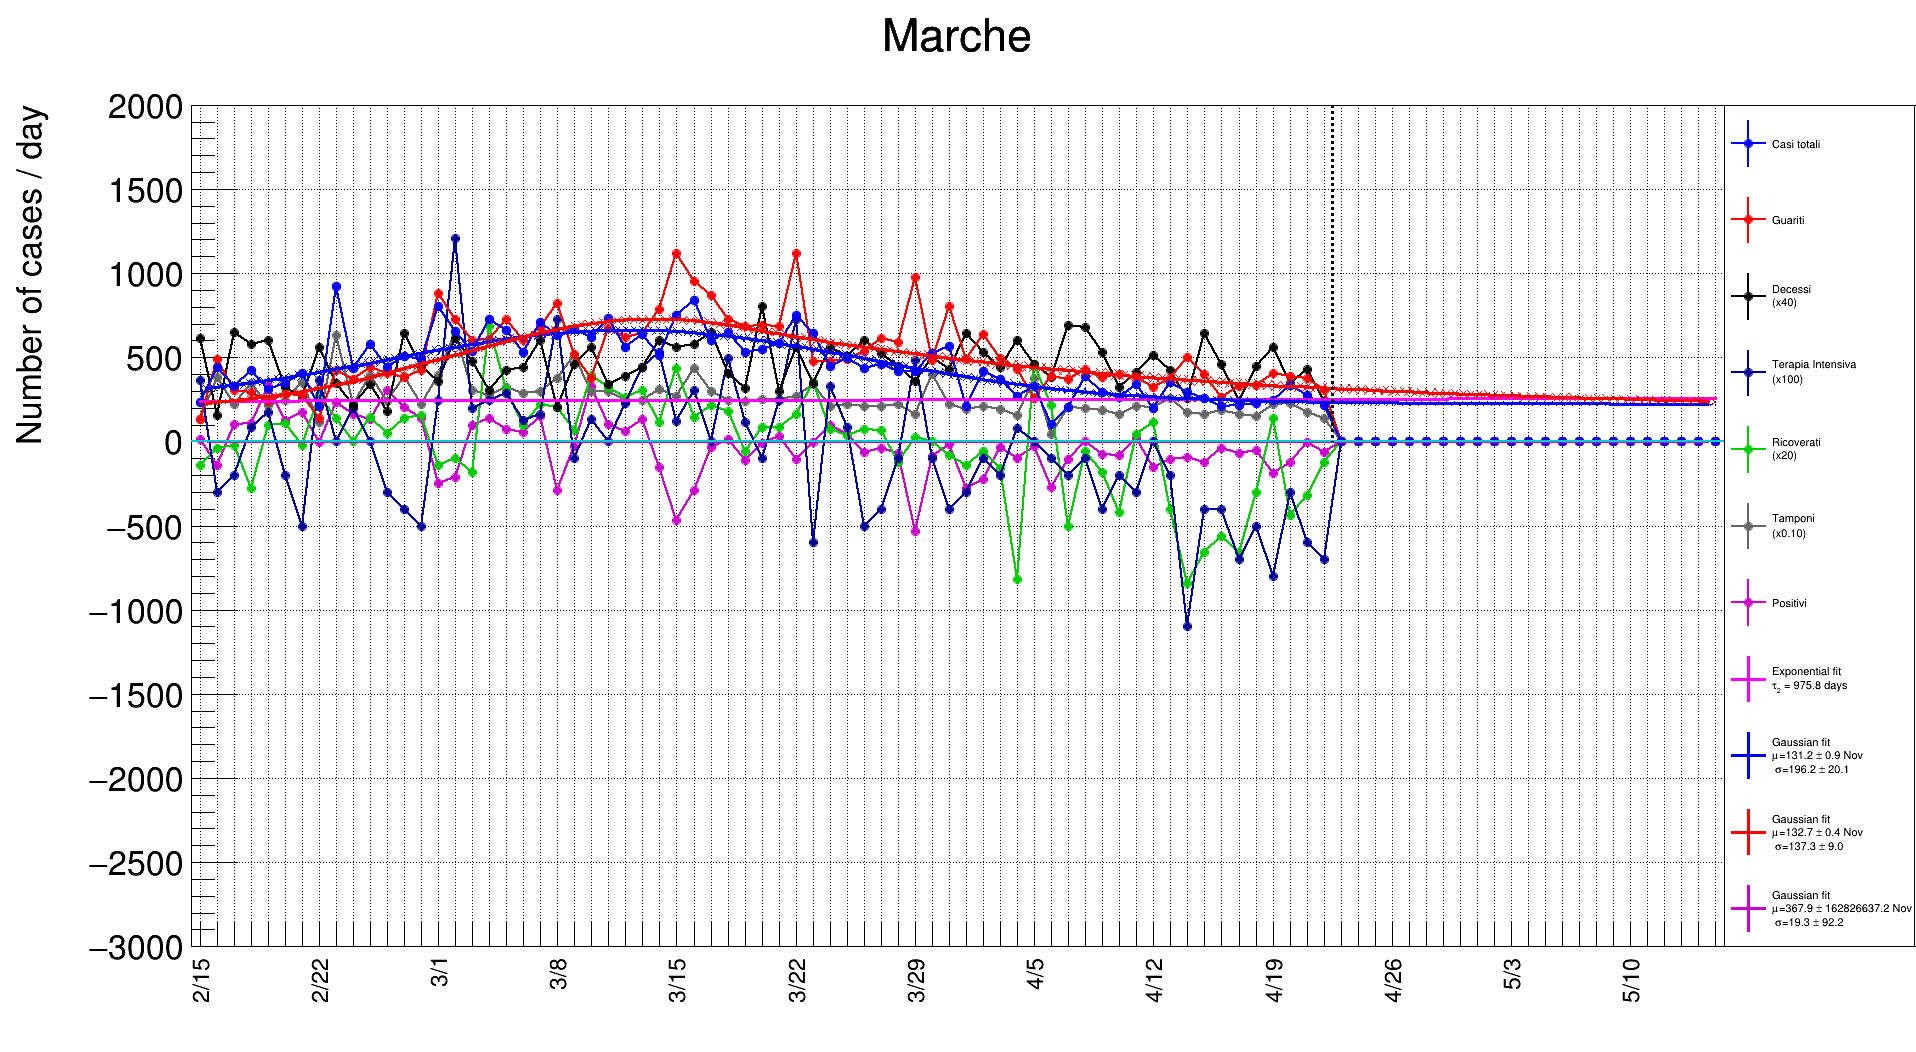 Marche
Number of cases / day
2000
1500
1000
500
0
−500
−1000
−1500
−2000
−2500
−3000
2/15
2/22
3/1
3/8
3/15
3/22
3/29
4/5
4/12
4/19
4/26
5/3
5/10
Casi totali
Guariti
Decessi
(x40)
Terapia Intensiva
(x100)
Ricoverati
(x20)
Tamponi
(x0.10)
Positivi
Exponential fit
τ2 = 975.8 days
Gaussian fit
μ=131.2 ± 0.9 Nov
σ=196.2 ± 20.1
Gaussian fit
μ=132.7 ± 0.4 Nov
σ=137.3 ± 9.0
Gaussian fit
μ=367.9 ± 162826637.2 Nov
σ=19.3 ± 92.2